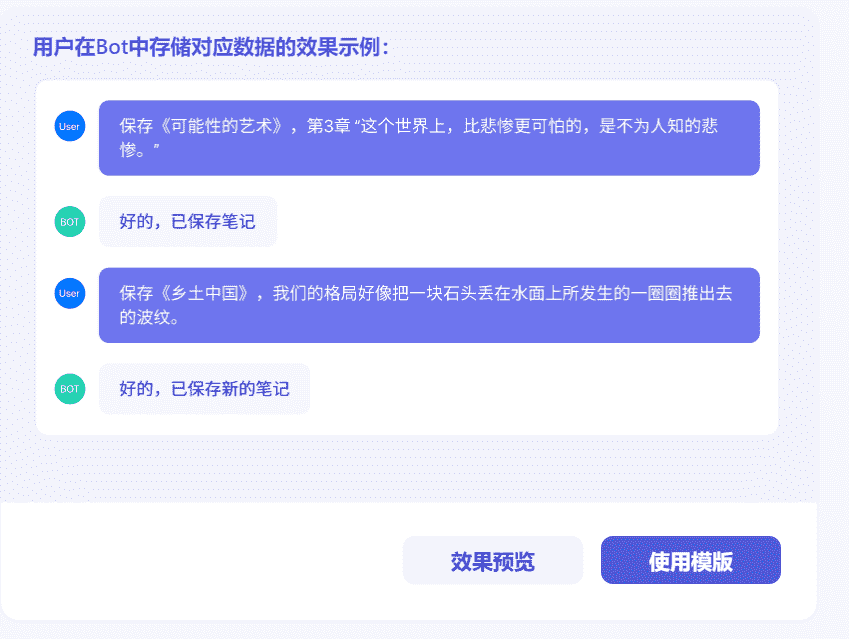 用户在Bot中存储对应数据的效果示例：
User
保存《可能性的艺术》，第3章 “这个世界上，比悲惨更可怕的，是不为人知的悲
惨。”
BOT
好的，已保存笔记
User
保存《乡土中国》，我们的格局好像把一块石头丢在水面上所发生的一圈圈推出去
的波纹。
BOT
好的，已保存新的笔记
效果预览
使用模版